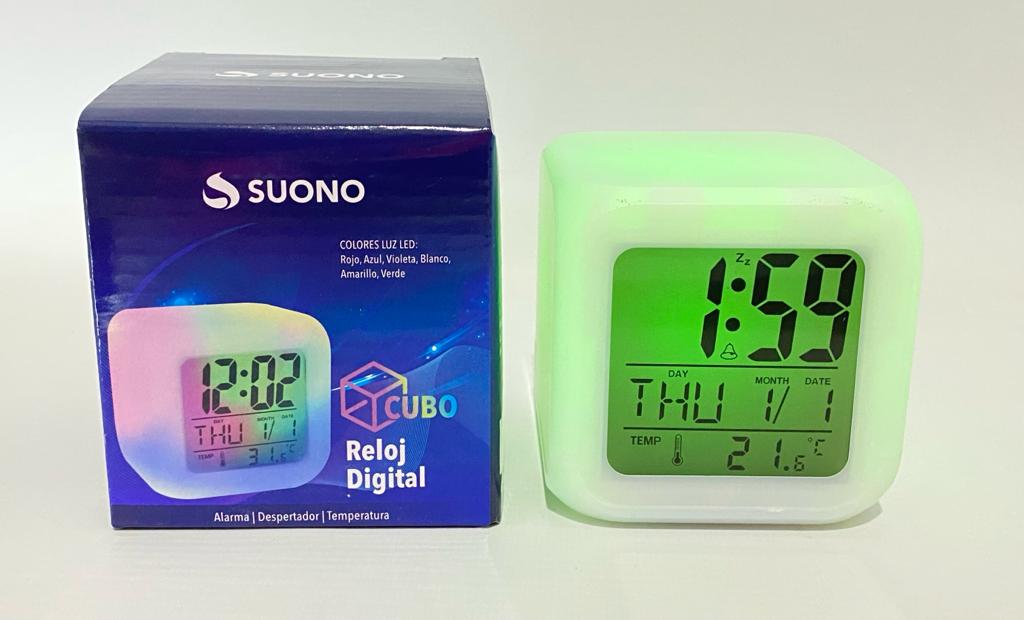 SUONO
SUONO
COLORES LUZ LED:
Rojo, Azul, Violeta, Blanco,
Amarillo, Verde
12:02
DAY MONTH DATE
THU 1/ 1
TEMP 31.6 °C
CUBO
Reloj
Digital
Alarma | Despertador | Temperatura
Zz
1:59
DAY MONTH DATE
THU 1/ 1
TEMP 21.6 °C